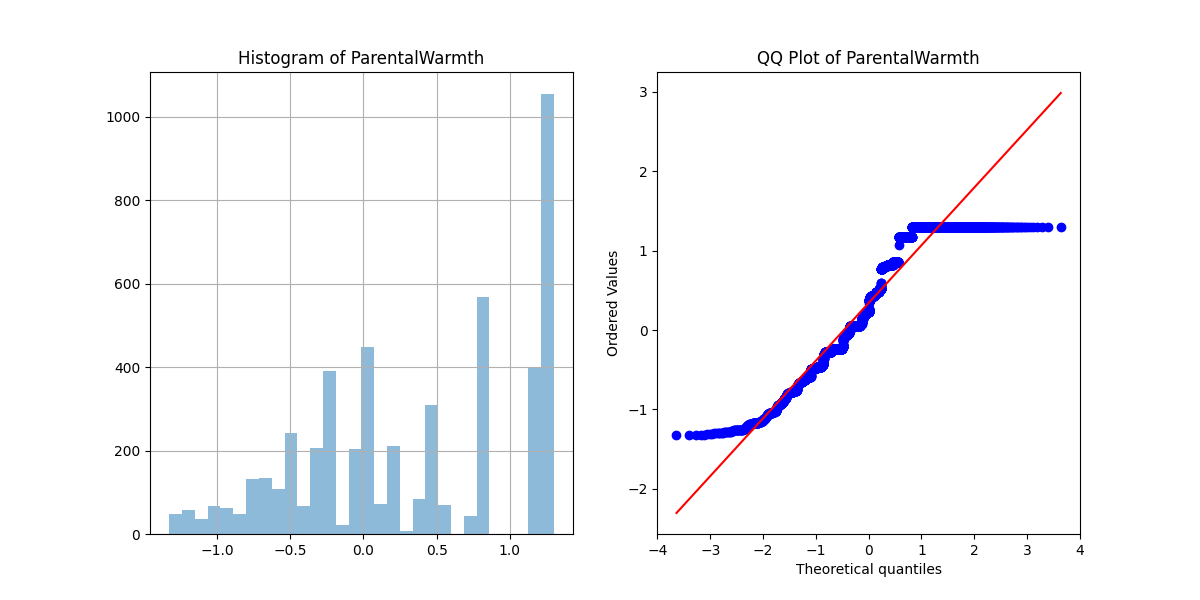 Histogram of ParentalWarmth
1000
800
600
400
200
0
−1.0 −0.5 0.0 0.5 1.0
QQ Plot of ParentalWarmth
Ordered Values
3
2
1
0
−1
−2
−4 −3 −2 −1 0 1 2 3 4
Theoretical quantiles